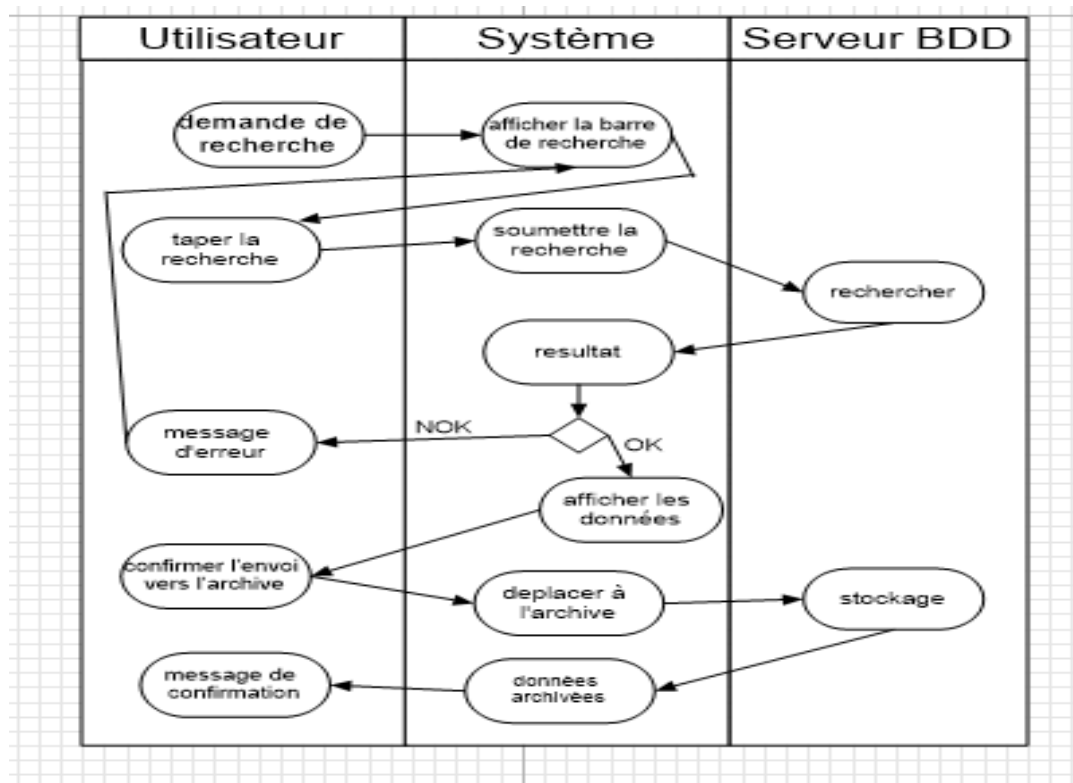 Utilisateur
Système
Serveur BDD
demande de
recherche
afficher la barre
de recherche
taper la
recherche
soumettre la
recherche
rechercher
resultat
NOK
OK
message
d'erreur
afficher les
données
confirmer l'envoi
vers l'archive
deplacer à
l'archive
stockage
message de
confirmation
données
archivées